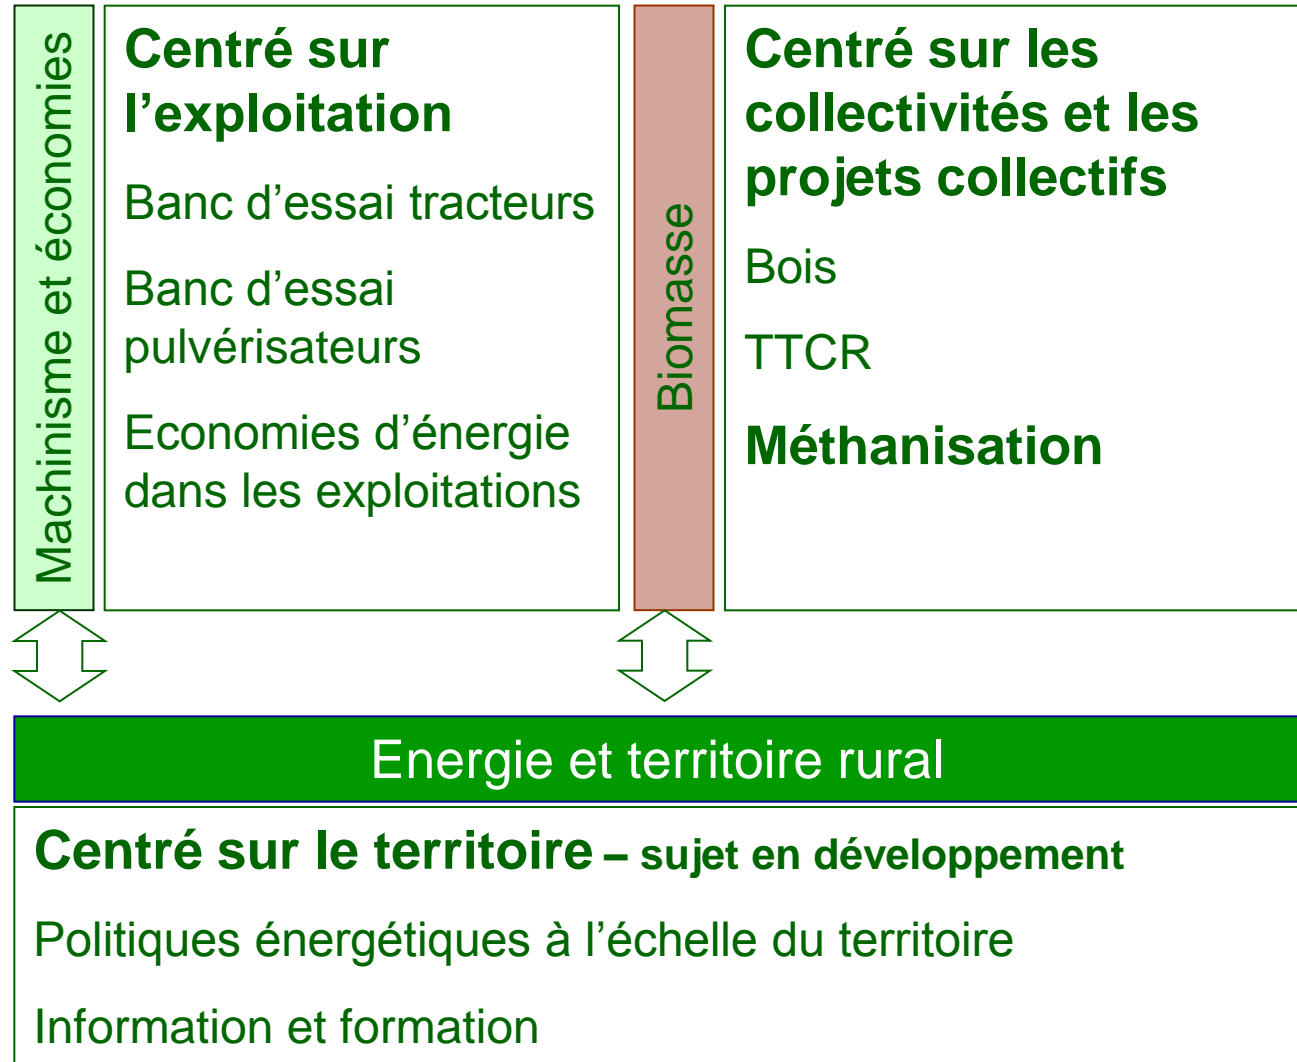 Machinisme et économies
Centré sur
l’exploitation
Banc d’essai tracteurs
Banc d’essai
pulvérisateurs
Economies d’énergie
dans les exploitations
Biomasse
Centré sur les
collectivités et les
projets collectifs
Bois
TTCR
Méthanisation
Energie et territoire rural
Centré sur le territoire – sujet en développement
Politiques énergétiques à l’échelle du territoire
Information et formation